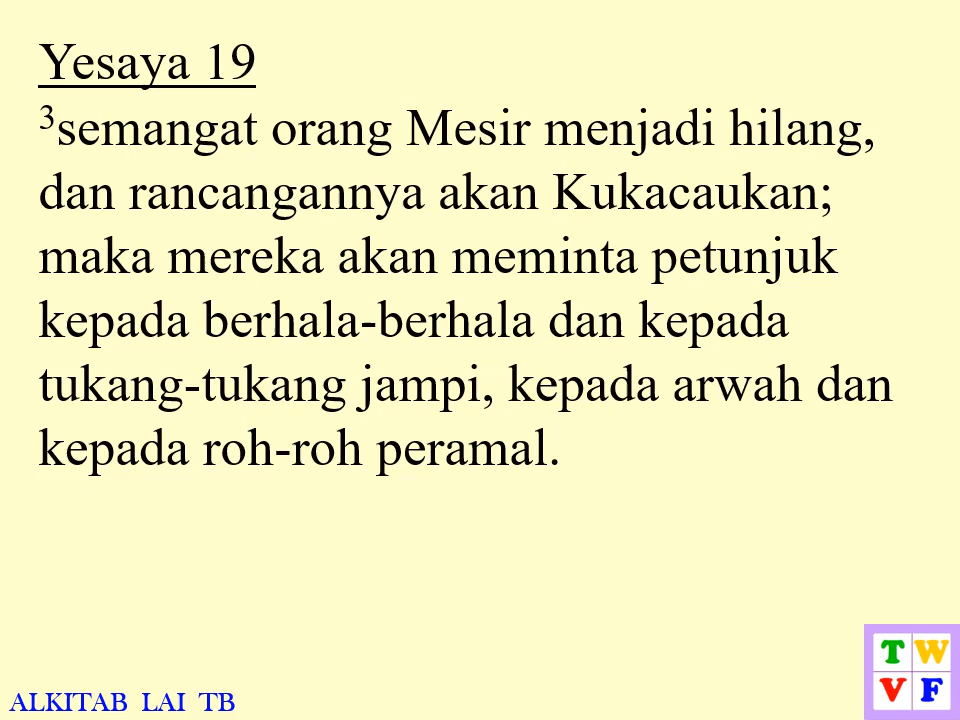 Yesaya 19
³semangat orang Mesir menjadi hilang,
dan rancangannya akan Kukacaukan;
maka mereka akan meminta petunjuk
kepada berhala-berhala dan kepada
tukang-tukang jampi, kepada arwah dan
kepada roh-roh peramal.
T W
V F
ALKITAB LAI TB